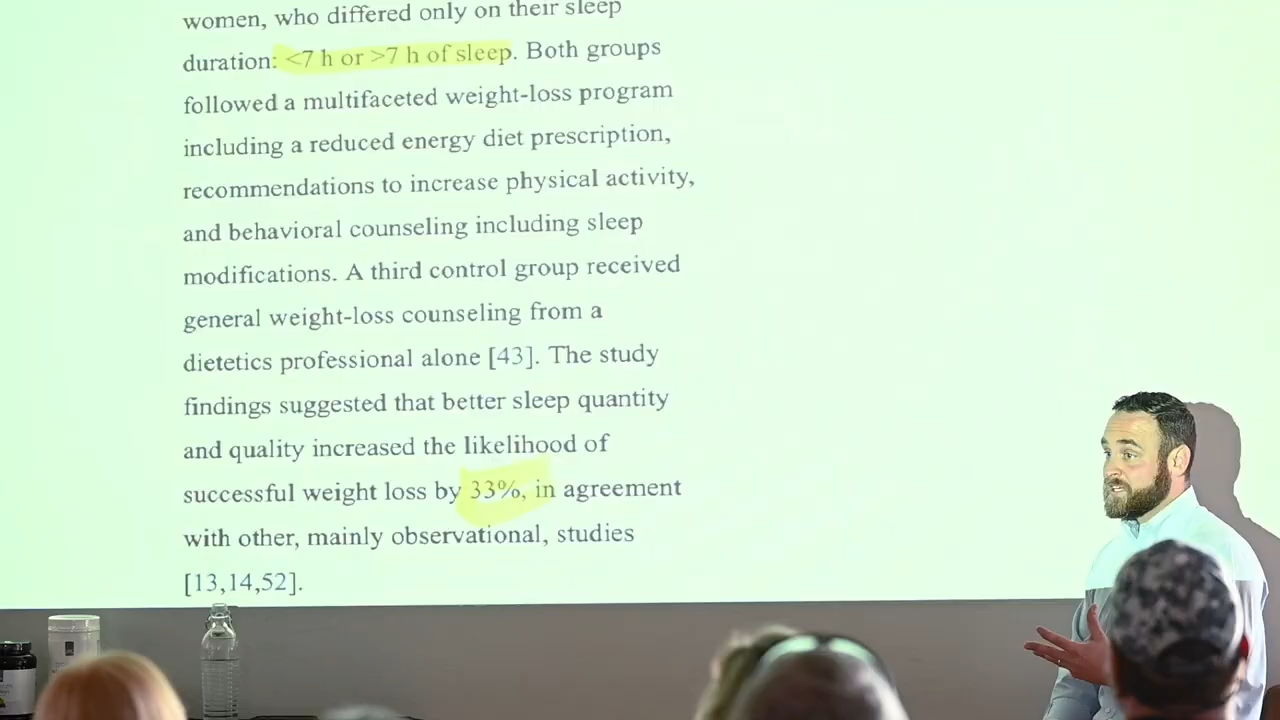 women, who differed only on their sleep
duration: <7 h or >7 h of sleep. Both groups
followed a multifaceted weight-loss program
including a reduced energy diet prescription,
recommendations to increase physical activity,
and behavioral counseling including sleep
modifications. A third control group received
general weight-loss counseling from a
dietetics professional alone [43]. The study
findings suggested that better sleep quantity
and quality increased the likelihood of
successful weight loss by 33%, in agreement
with other, mainly observational, studies
[13,14,52].